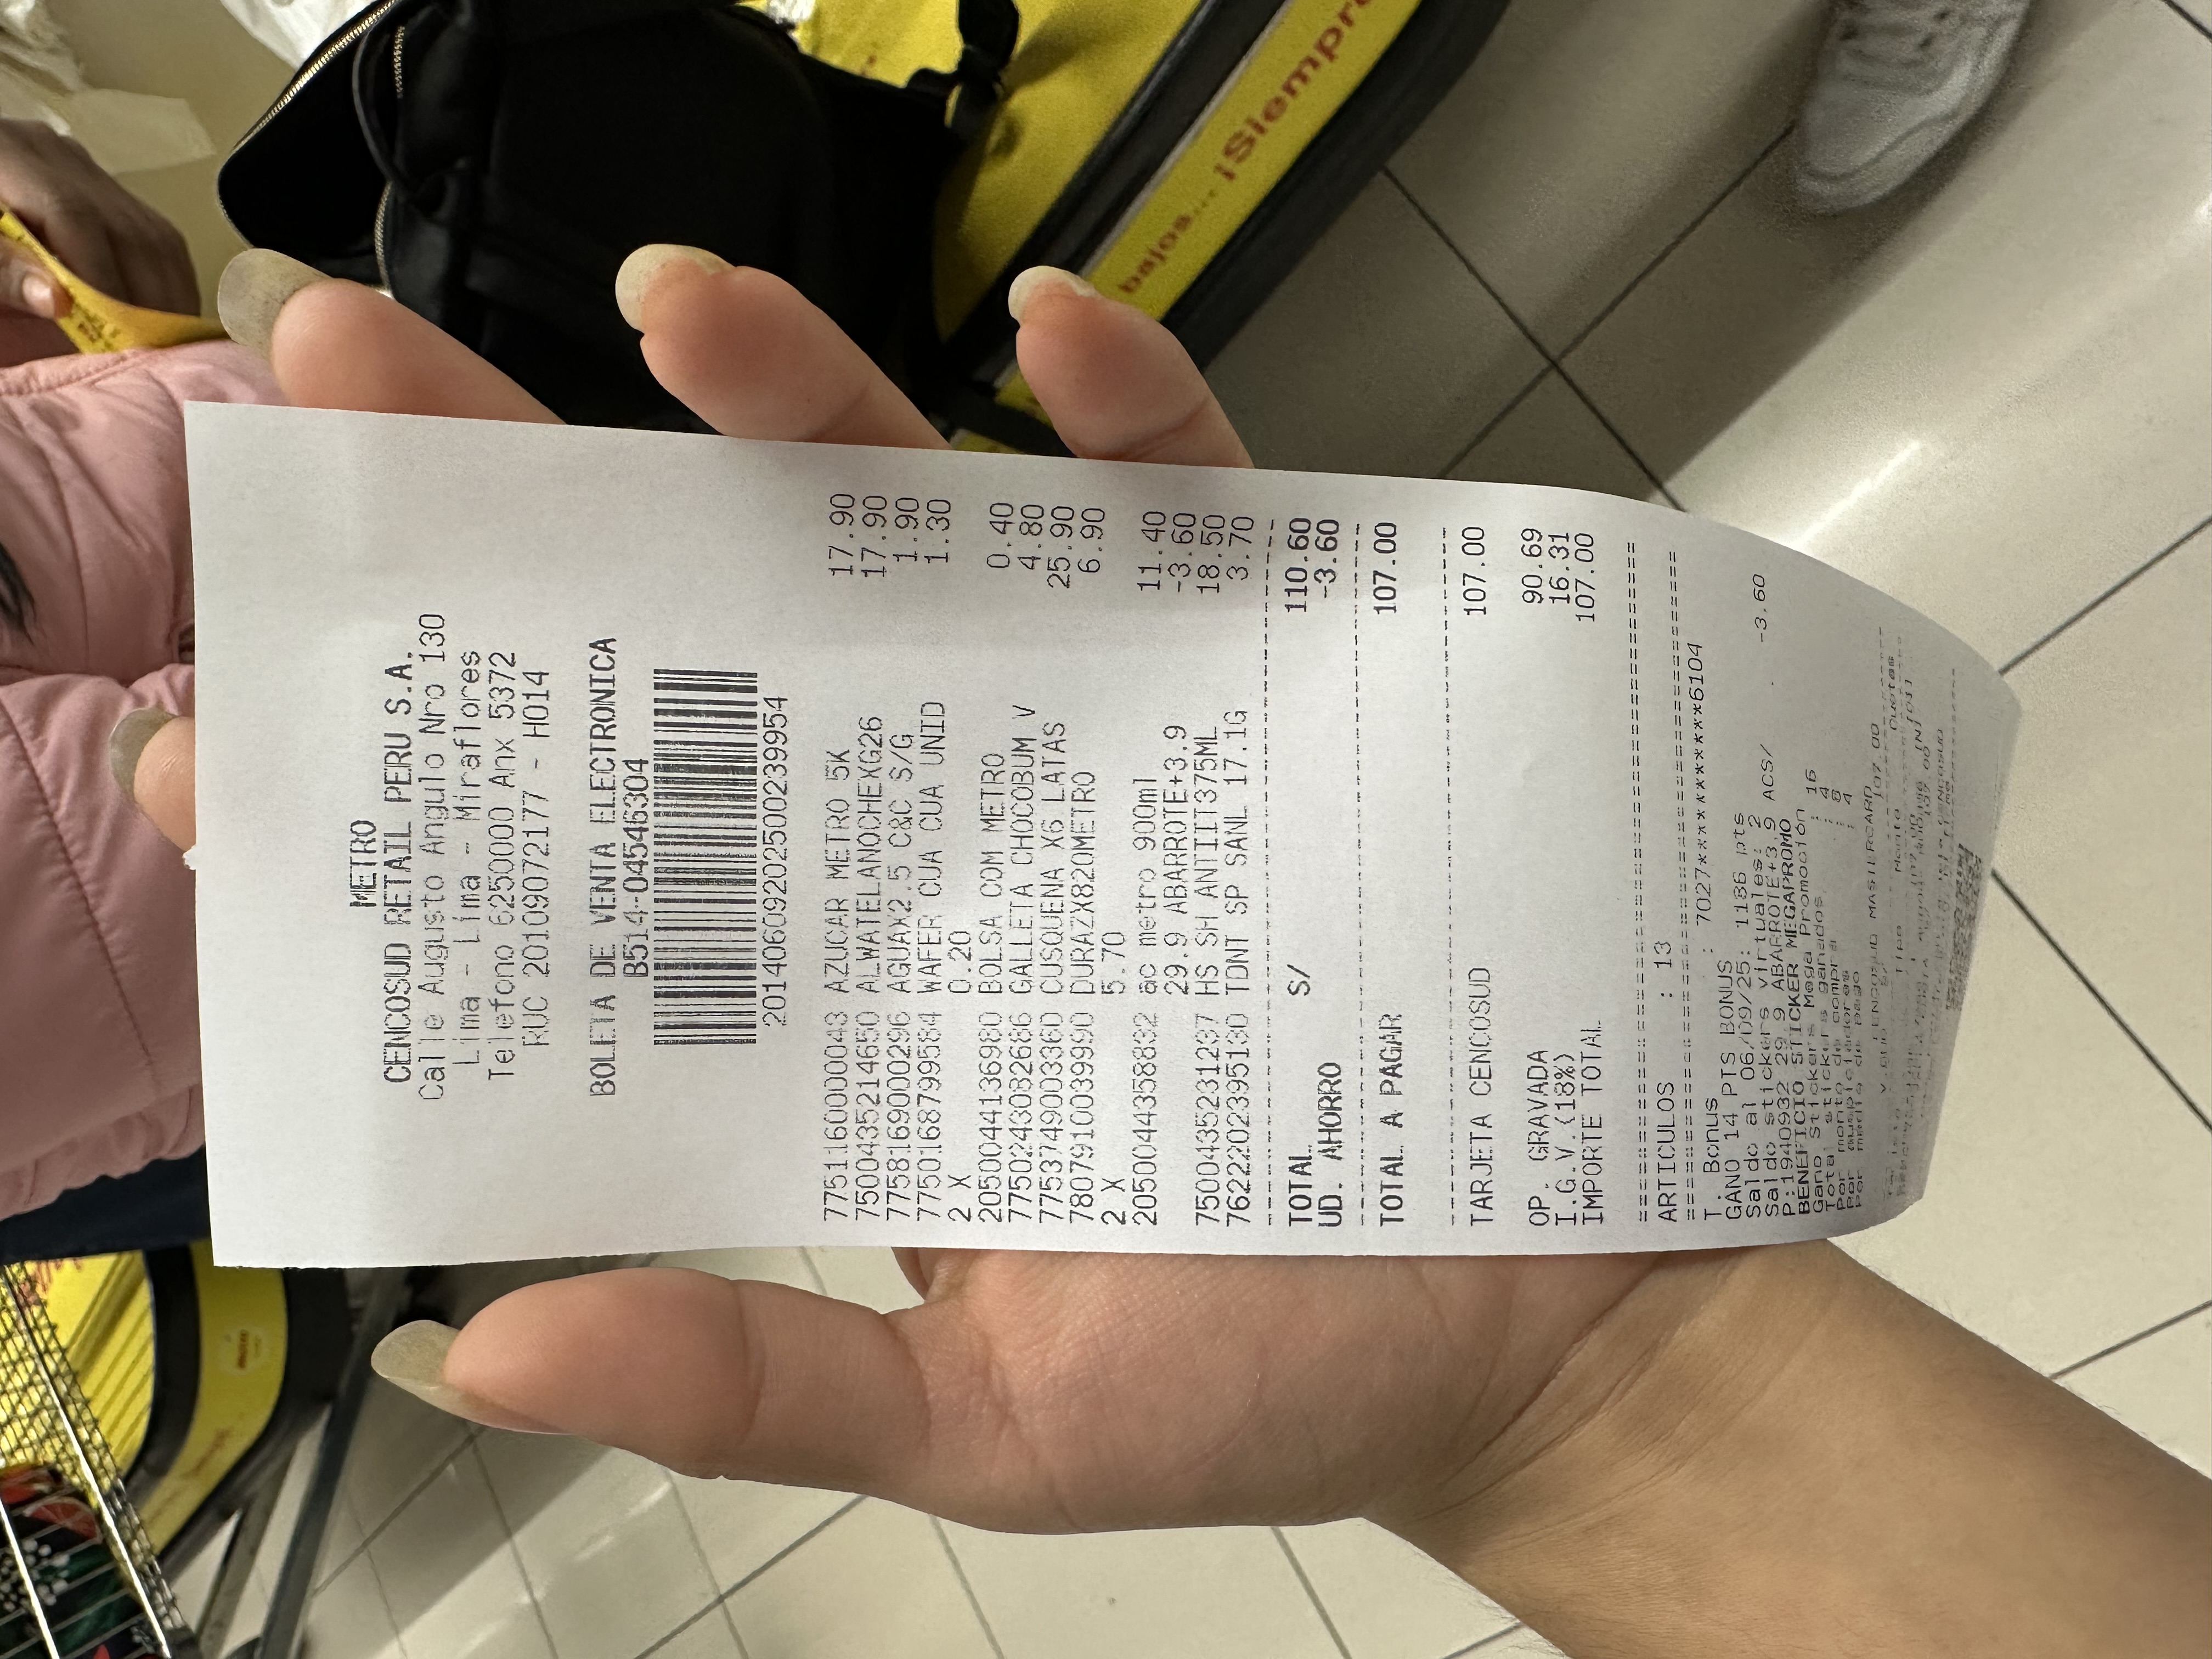 METRO
CENCOSUD RETAIL PERU S.A.
Calle Augusto Angulo Nro 130
Lima - Lima - Miraflores
Telefono 6250000 Anx 5372
RUC 20109072177 - H014
BOLETA DE VENTA ELECTRONICA
B514-04546304
20140609202500239954
7751160000043 AZUCAR METRO 5K 17.90
7500435214650 ALWATELANOCHEXG26 17.90
7758169000296 AGUAX2.5 C&C S/G 1.90
7750168799584 WAFER CUA CUA UNID 1.30
2 X 0.20
2050044136980 BOLSA COM METRO 0.40
7750243082686 GALLETA CHOCOBUM V 4.80
7753749003360 CUSQUENA X6 LATAS 25.90
7807910039990 DURAZX820METRO 6.90
2 X 5.70
2050044358832 ac metro 900ml 11.40
29.9 ABARROTE+3.9 -3.60
7500435231237 HS SH ANTIIT375ML 18.50
7622202395130 TDNT SP SANL 17.1G 3.70
TOTAL S/ 110.60
UD. AHORRO -3.60
TOTAL A PAGAR 107.00
TARJETA CENCOSUD 107.00
OP. GRAVADA 90.69
I.G.V.(18%) 16.31
IMPORTE TOTAL 107.00
ARTICULOS : 13
T. Bonus : 7027***********6104
GANO 14 PTS BONUS
Saldo al 06/09/25: 1186 pts
Saldo stickers virtuales: 2
P:1940932 29.9 ABARROTE+3.9 ACS/ -3.60
BENEFICIO STICKER MEGAPROMO
Gano Stickers Mega Promoción
Total stickers ganados : 16
Por monto de compra : 4
Por auspiciadores : 8
Por medio de pago : 4
CENCOSUD MASTERCARD
107.00
Tipo Monto Cuotas
107.00
bajos... ¡Siempre